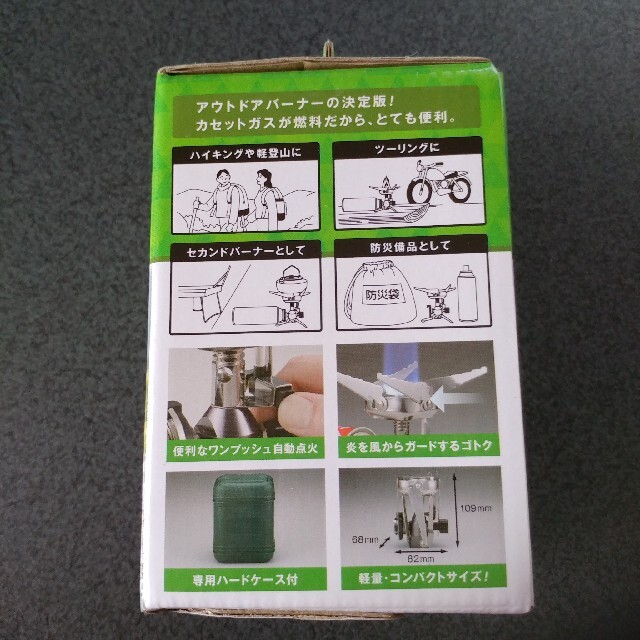 アウトドアバーナーの決定版!
カセットガスが燃料だから、とても便利。
ハイキングや軽登山に
ツーリングに
セカンドバーナーとして
防災備品として
防災袋
便利なワンプッシュ自動点火
炎を風からガードするゴトク
109mm
68mm
82mm
専用ハードケース付
軽量・コンパクトサイズ!